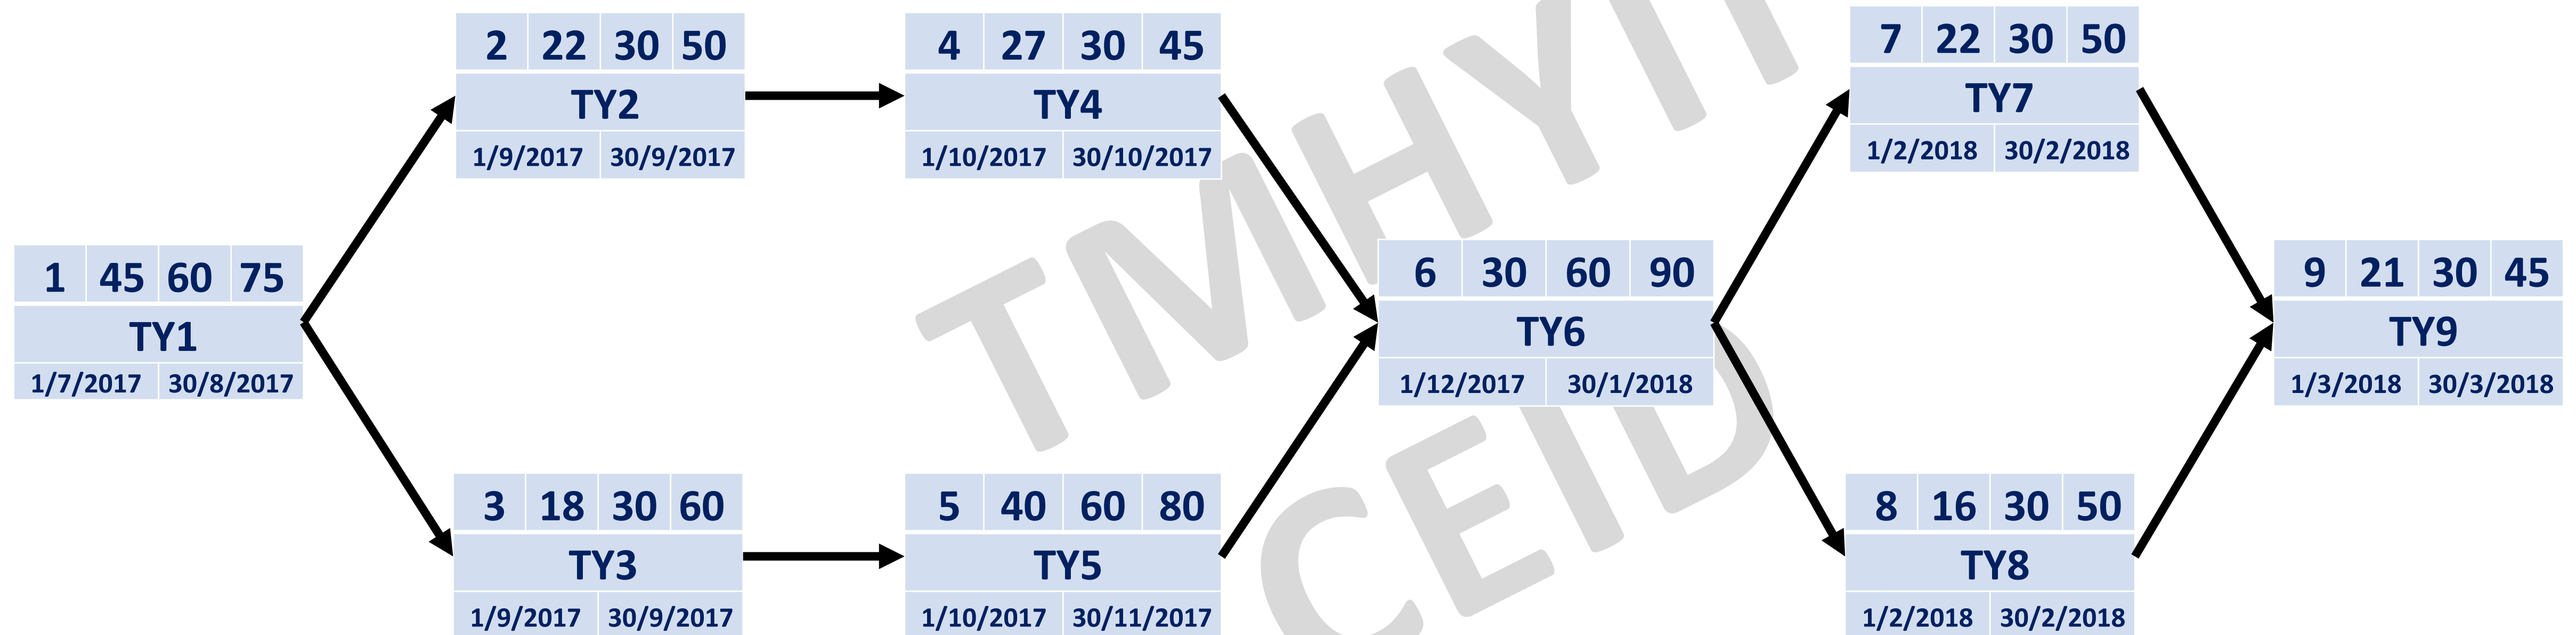 2 22 30 50
TY2
1/9/2017 30/9/2017
4 27 30 45
TY4
1/10/2017 30/10/2017
7 22 30 50
TY7
1/2/2018 30/2/2018
1 45 60 75
TY1
1/7/2017 30/8/2017
6 30 60 90
TY6
1/12/2017 30/1/2018
9 21 30 45
TY9
1/3/2018 30/3/2018
3 18 30 60
TY3
1/9/2017 30/9/2017
5 40 60 80
TY5
1/10/2017 30/11/2017
8 16 30 50
TY8
1/2/2018 30/2/2018
CEID